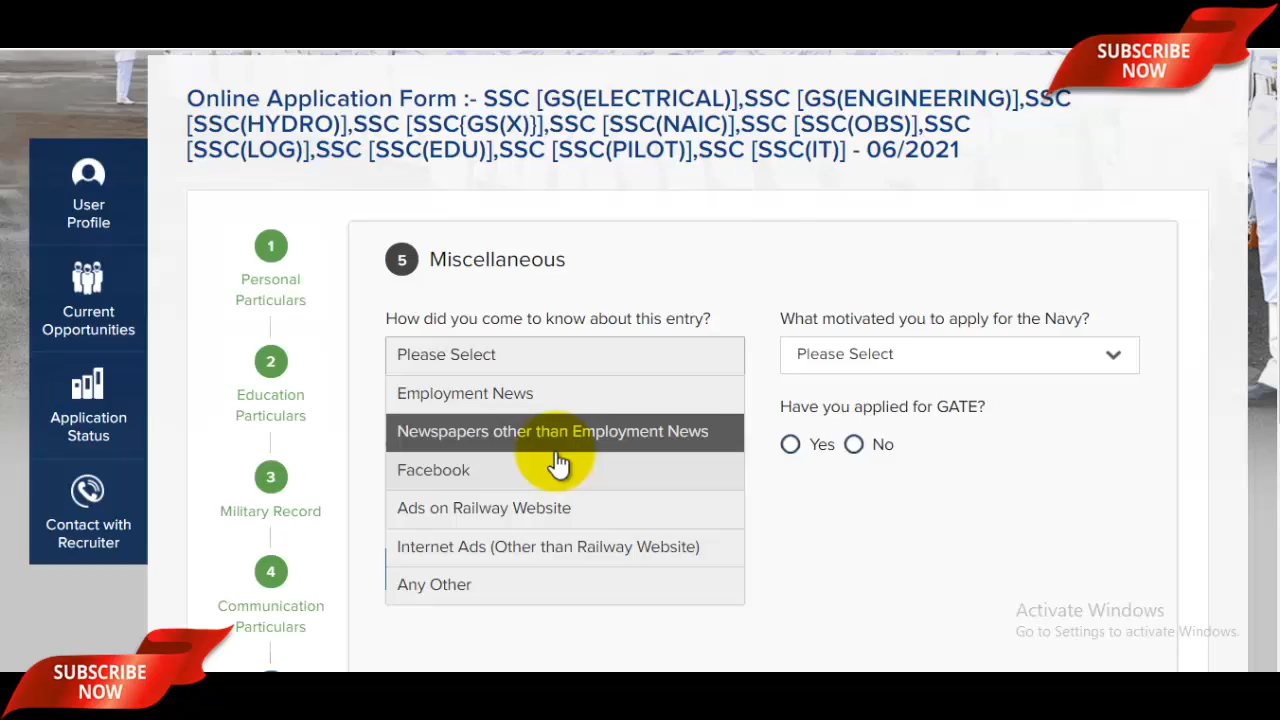 SUBSCRIBE
NOW
Online Application Form :- SSC [GS(ELECTRICAL)],SSC [GS(ENGINEERING)],SSC
[SSC(HYDRO)],SSC [SSC{GS(X)}],SSC [SSC(NAIC)],SSC [SSC(OBS)],SSC
[SSC(LOG)],SSC [SSC(EDU)],SSC [SSC(PILOT)],SSC [SSC(IT)] - 06/2021
User
Profile
Current
Opportunities
Application
Status
Contact with
Recruiter
1
Personal
Particulars
2
Education
Particulars
3
Military Record
4
Communication
Particulars
5 Miscellaneous
How did you come to know about this entry?
Please Select
Employment News
Newspapers other than Employment News
Facebook
Ads on Railway Website
Internet Ads (Other than Railway Website)
Any Other
What motivated you to apply for the Navy?
Please Select
Have you applied for GATE?
Yes No
Activate Windows
Go to Settings to activate Windows.
SUBSCRIBE
NOW